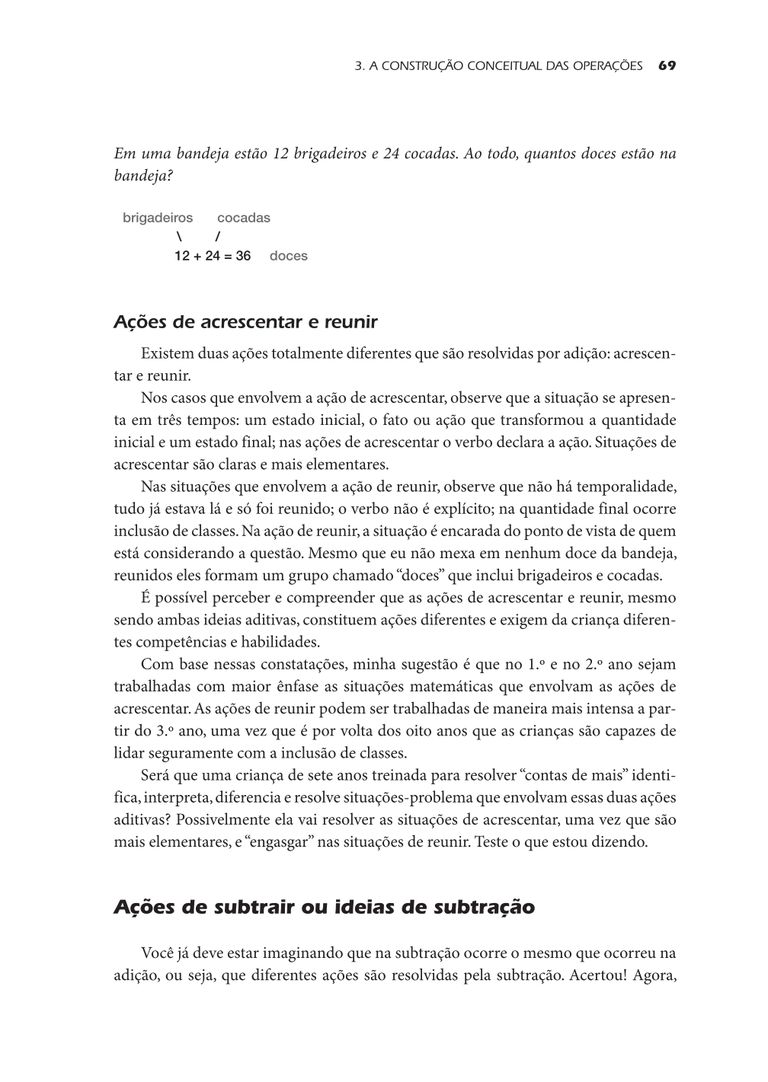 3. A CONSTRUÇÃO CONCEITUAL DAS OPERAÇÕES 69
Em uma bandeja estão 12 brigadeiros e 24 cocadas. Ao todo, quantos doces estão na
bandeja?
brigadeiros cocadas
\ /
12 + 24 = 36 doces
Ações de acrescentar e reunir
Existem duas ações totalmente diferentes que são resolvidas por adição: acrescen-
tar e reunir.
Nos casos que envolvem a ação de acrescentar, observe que a situação se apresen-
ta em três tempos: um estado inicial, o fato ou ação que transformou a quantidade
inicial e um estado final; nas ações de acrescentar o verbo declara a ação. Situações de
acrescentar são claras e mais elementares.
Nas situações que envolvem a ação de reunir, observe que não há temporalidade,
tudo já estava lá e só foi reunido; o verbo não é explícito; na quantidade final ocorre
inclusão de classes. Na ação de reunir, a situação é encarada do ponto de vista de quem
está considerando a questão. Mesmo que eu não mexa em nenhum doce da bandeja,
reunidos eles formam um grupo chamado “doces” que inclui brigadeiros e cocadas.
É possível perceber e compreender que as ações de acrescentar e reunir, mesmo
sendo ambas ideias aditivas, constituem ações diferentes e exigem da criança diferen-
tes competências e habilidades.
Com base nessas constatações, minha sugestão é que no 1.º e no 2.º ano sejam
trabalhadas com maior ênfase as situações matemáticas que envolvam as ações de
acrescentar. As ações de reunir podem ser trabalhadas de maneira mais intensa a par-
tir do 3.º ano, uma vez que é por volta dos oito anos que as crianças são capazes de
lidar seguramente com a inclusão de classes.
Será que uma criança de sete anos treinada para resolver “contas de mais” identi-
fica, interpreta, diferencia e resolve situações-problema que envolvam essas duas ações
aditivas? Possivelmente ela vai resolver as situações de acrescentar, uma vez que são
mais elementares, e “engasgar” nas situações de reunir. Teste o que estou dizendo.
Ações de subtrair ou ideias de subtração
Você já deve estar imaginando que na subtração ocorre o mesmo que ocorreu na
adição, ou seja, que diferentes ações são resolvidas pela subtração. Acertou! Agora,